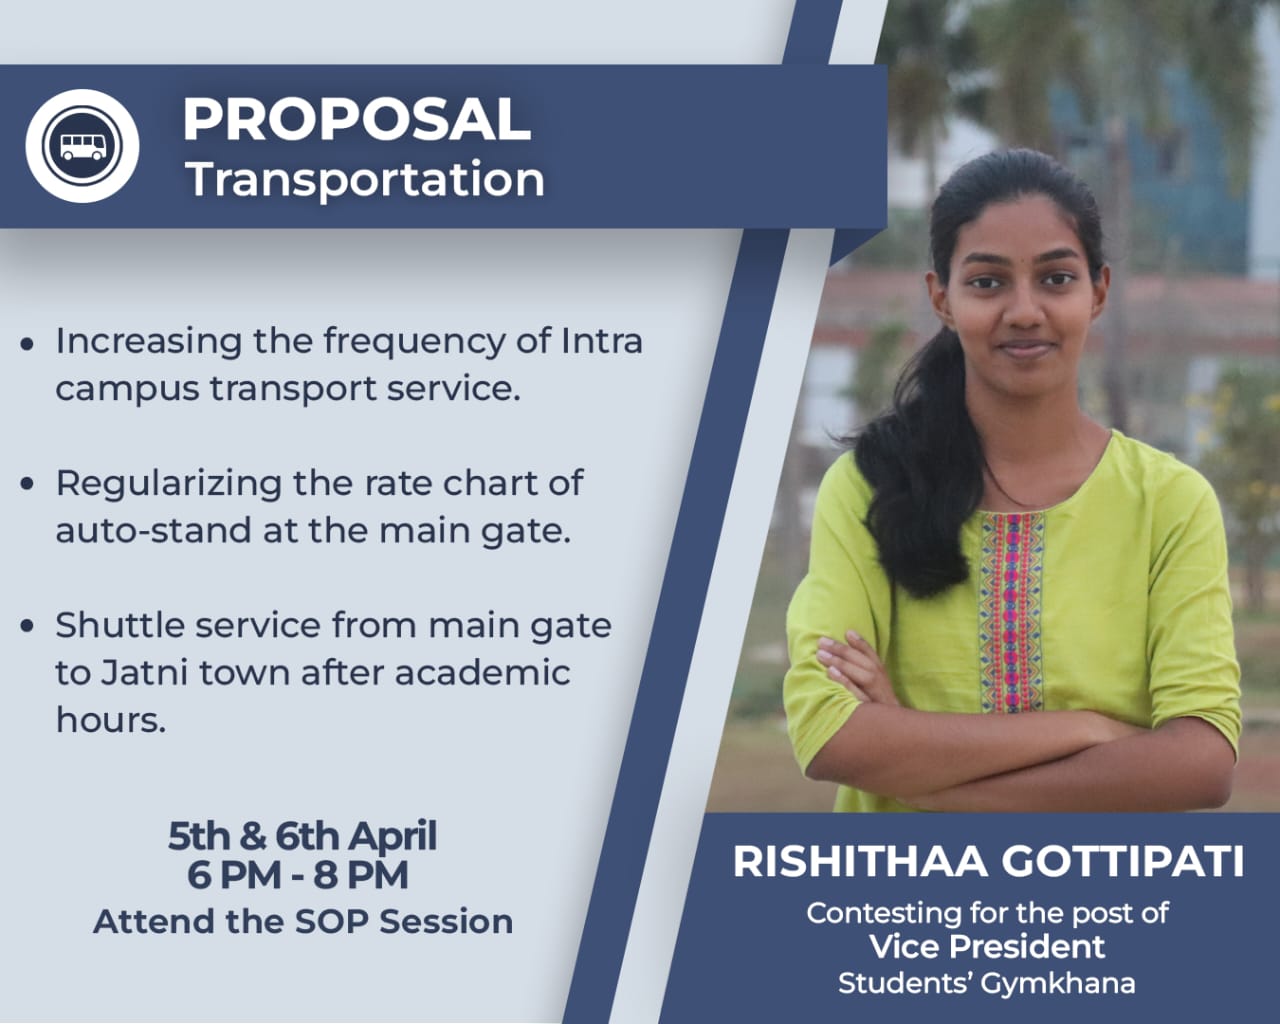 PROPOSAL
Transportation
• Increasing the frequency of Intra
campus transport service.
• Regularizing the rate chart of
auto-stand at the main gate.
• Shuttle service from main gate
to Jatni town after academic
hours.
5th & 6th April
6 PM - 8 PM
Attend the SOP Session
RISHITHAA GOTTIPATI
Contesting for the post of
Vice President
Students’ Gymkhana